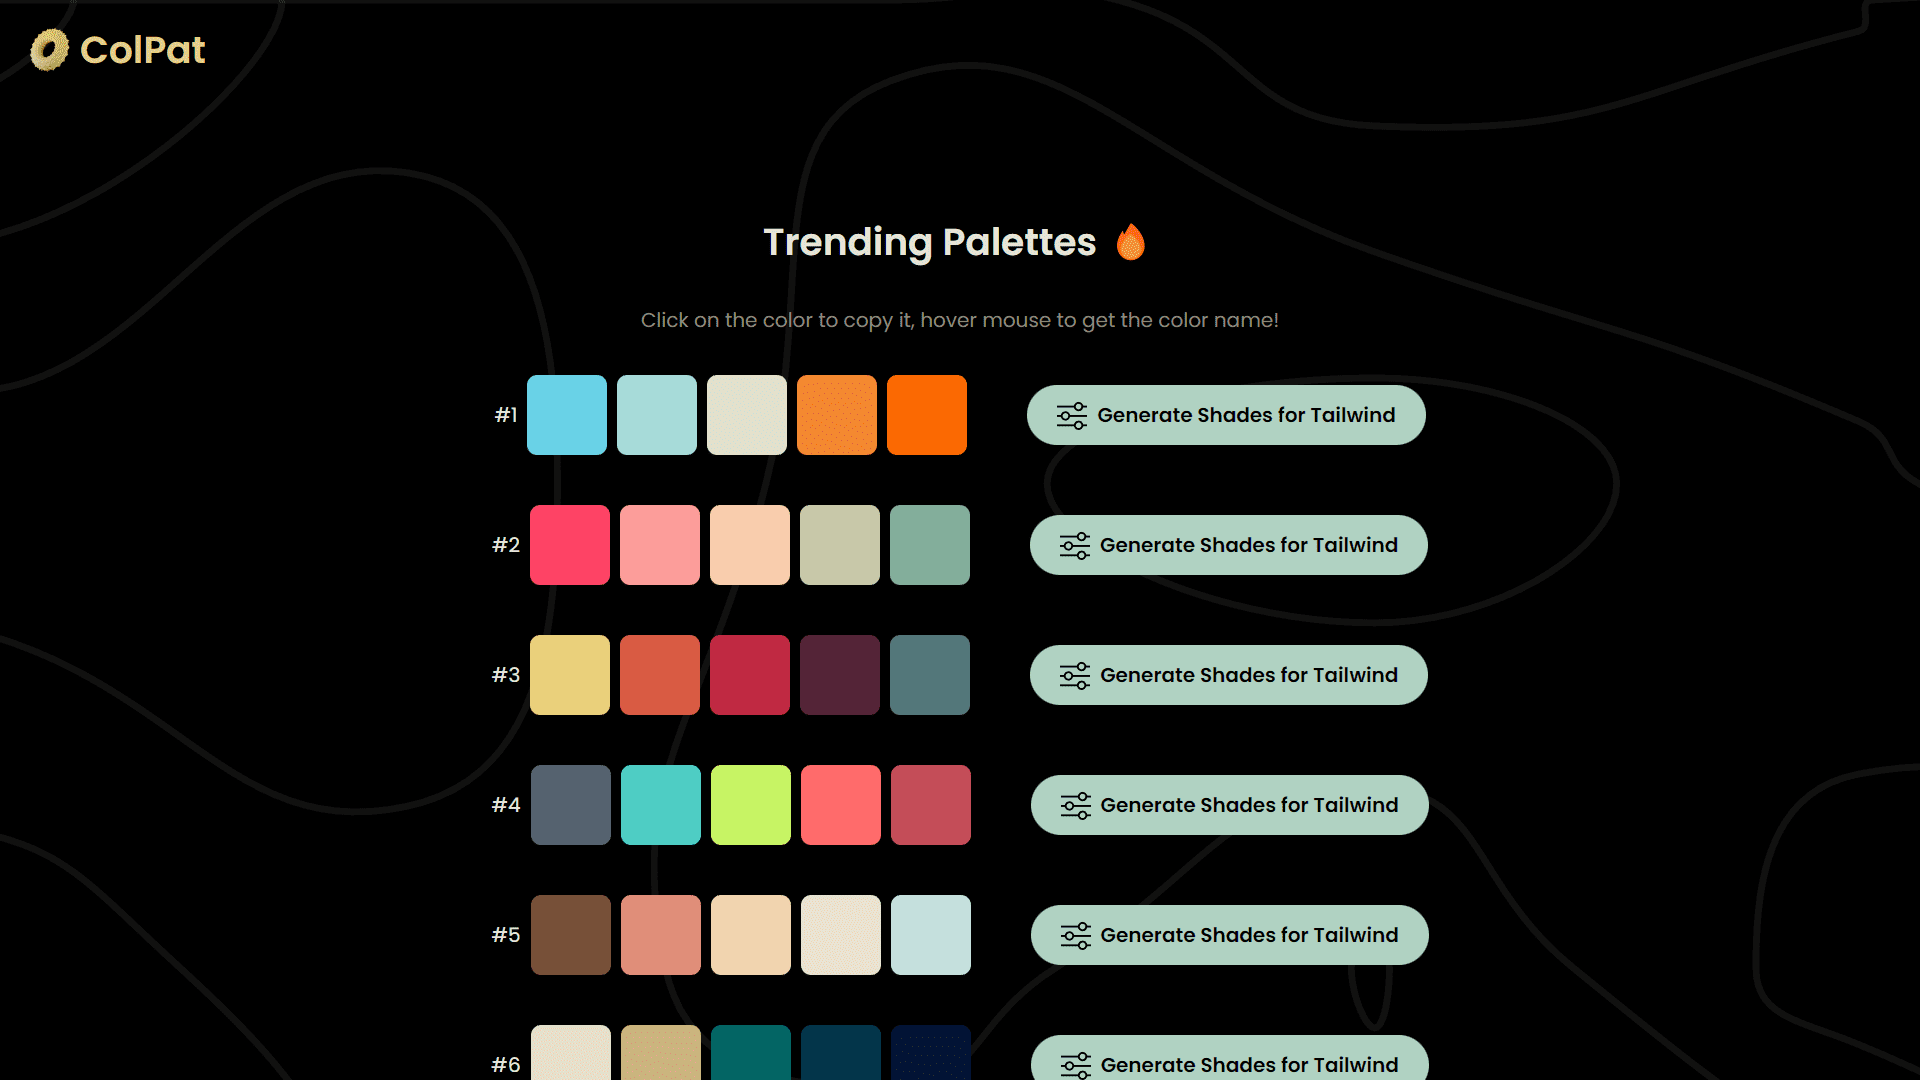 ColPat
Trending Palettes
Click on the color to copy it, hover mouse to get the color name!
#1 Generate Shades for Tailwind
#2 Generate Shades for Tailwind
#3 Generate Shades for Tailwind
#4 Generate Shades for Tailwind
#5 Generate Shades for Tailwind
#6 Generate Shades for Tailwind